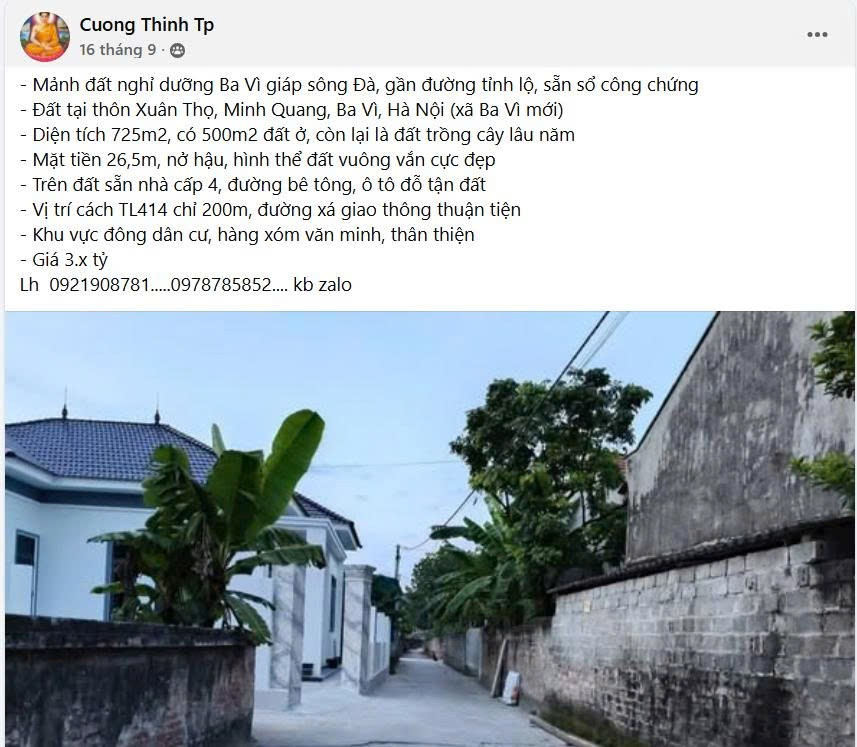 Cuong Thinh Tp
16 tháng 9 ·
- Mảnh đất nghỉ dưỡng Ba Vì giáp sông Đà, gần đường tỉnh lộ, sẵn sổ công chứng
- Đất tại thôn Xuân Thọ, Minh Quang, Ba Vì, Hà Nội (xã Ba Vì mới)
- Diện tích 725m2, có 500m2 đất ở, còn lại là đất trồng cây lâu năm
- Mặt tiền 26,5m, nở hậu, hình thể đất vuông vắn cực đẹp
- Trên đất sẵn nhà cấp 4, đường bê tông, ô tô đỗ tận đất
- Vị trí cách TL414 chỉ 200m, đường xá giao thông thuận tiện
- Khu vực đông dân cư, hàng xóm văn minh, thân thiện
- Giá 3.x tỷ
Lh  0921908781.....0978785852.... kb zalo